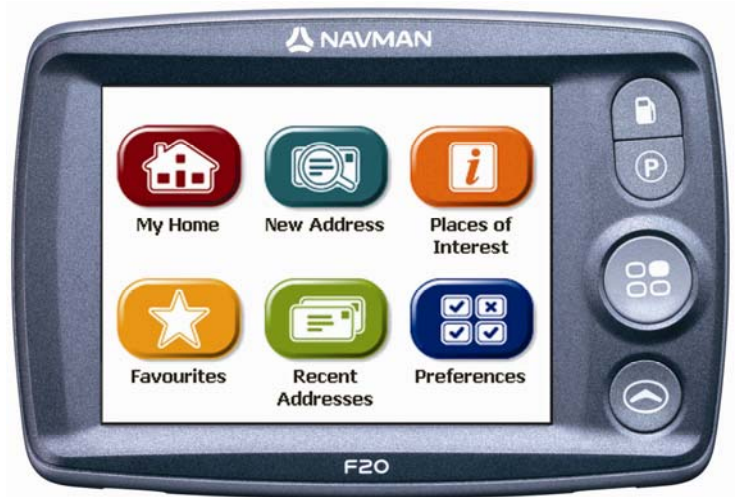 NAVMAN
My Home
New Address
Places of
Interest
Favourites
Recent
Addresses
Preferences
P
F20